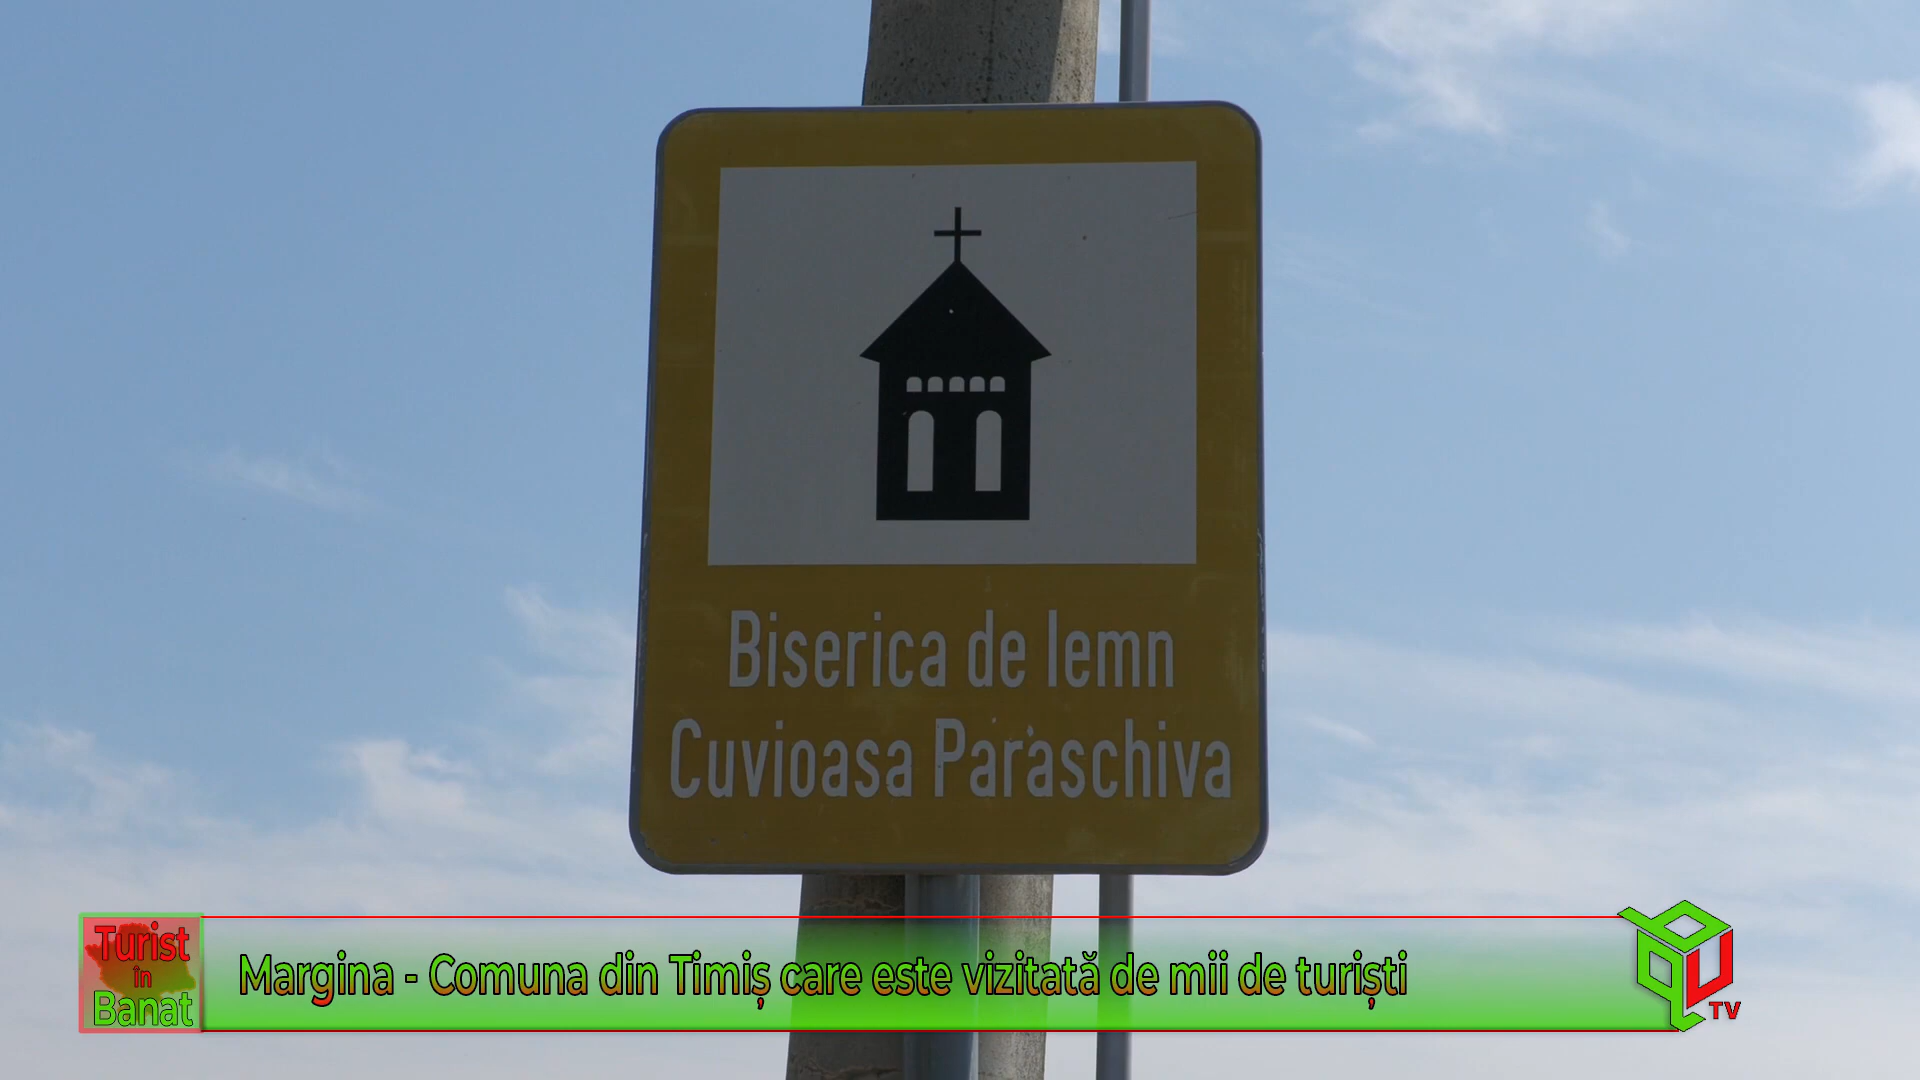 Biserica de lemn
Cuvioasa Paraschiva
Turist
în
Banat
Margina - Comuna din Timiș care este vizitată de mii de turiști
TV